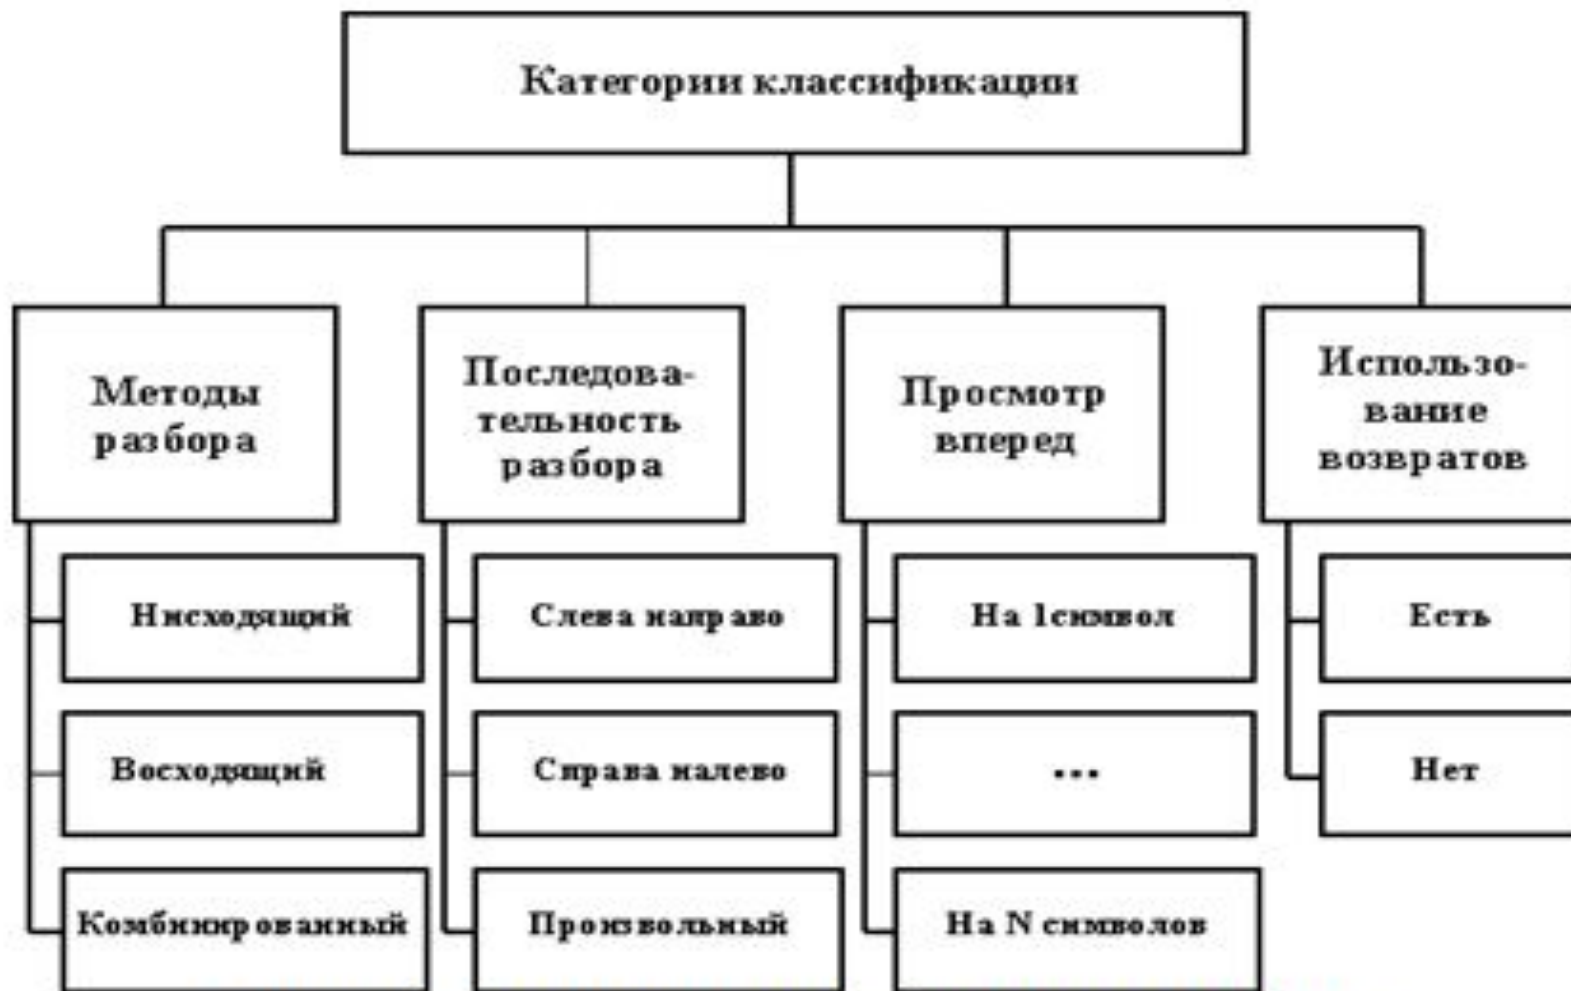 Категории классификации
Методы
разбора
Последова-
тельность
разбора
Просмотр
вперед
Использо-
вание
возвратов
Нисходящий
Слева направо
На 1символ
Есть
Восходящий
Справа налево
...
Нет
Комбинированный
Произвольный
На N символов